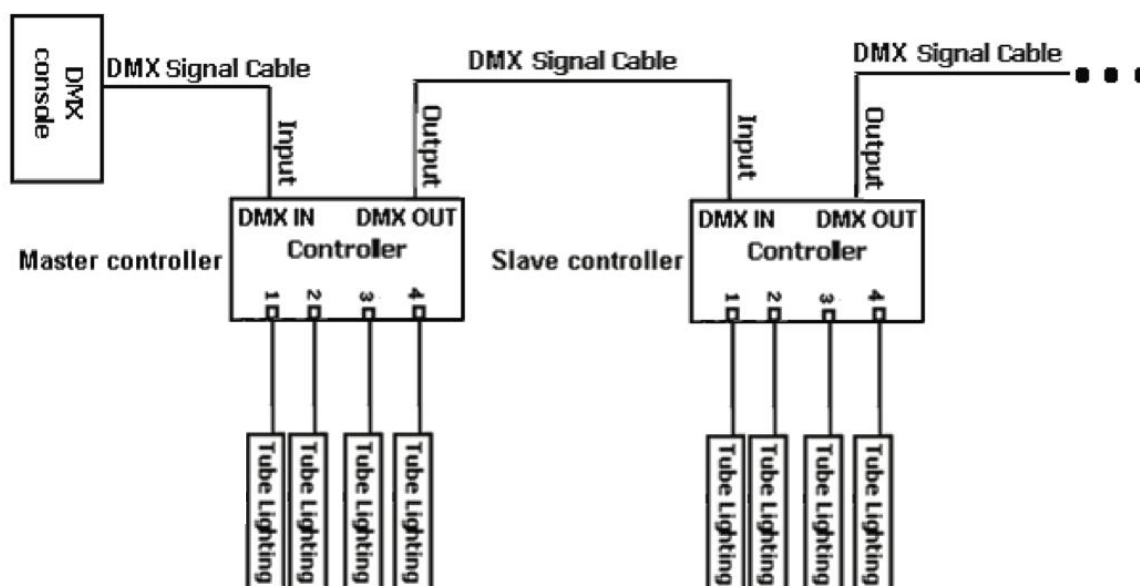 DMX
console
DMX Signal Cable
DMX Signal Cable
DMX Signal Cable
Input
Output
Input
Output
DMX IN DMX OUT
Controller
Master controller
1 2 3 4
DMX IN DMX OUT
Controller
Slave controller
1 2 3 4
Tube Lighting
Tube Lighting
Tube Lighting
Tube Lighting
Tube Lighting
Tube Lighting
Tube Lighting
Tube Lighting